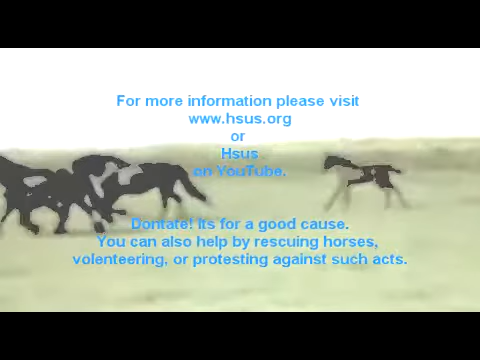 For more information please visit
www.hsus.org
or
Hsus
on YouTube.
Dontate! Its for a good cause.
You can also help by rescuing horses,
volenteering, or protesting against such acts.